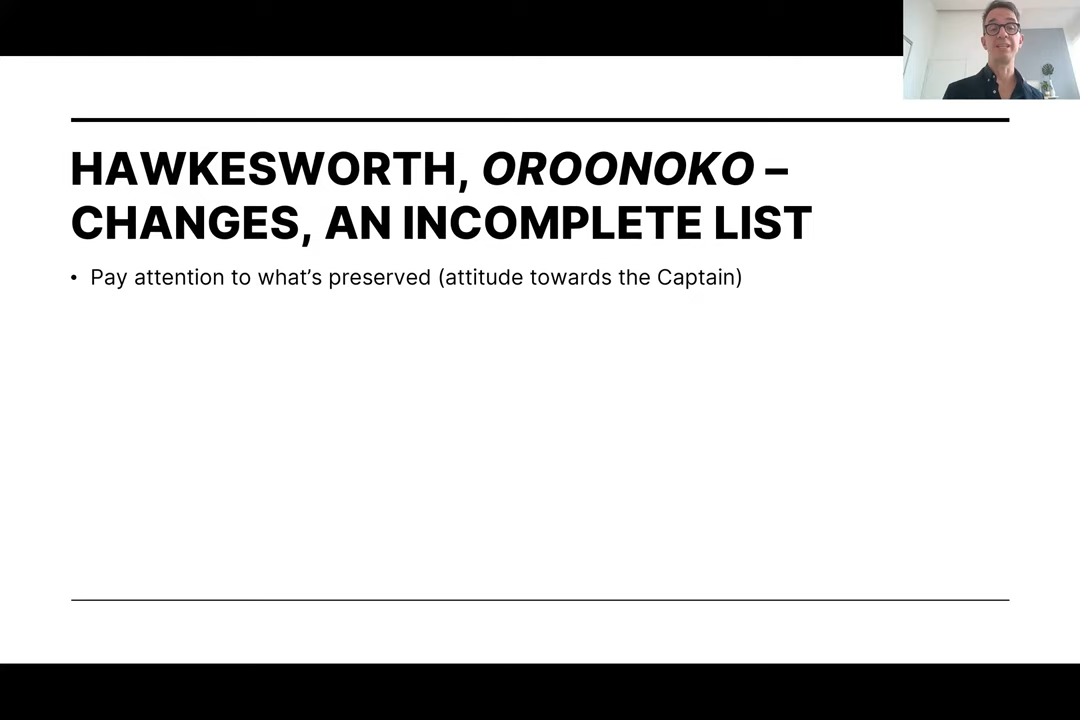 HAWKESWORTH, OROONOKO –
CHANGES, AN INCOMPLETE LIST
• Pay attention to what’s preserved (attitude towards the Captain)